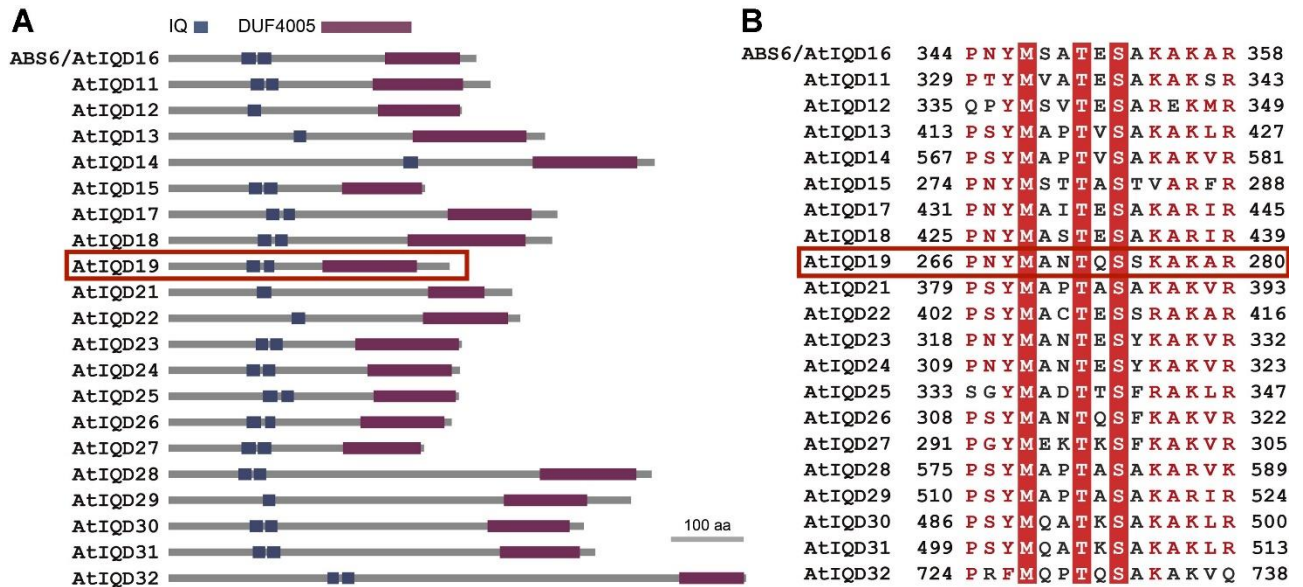 A
IQ DUF4005
ABS6/AtIQD16
AtIQD11
AtIQD12
AtIQD13
AtIQD14
AtIQD15
AtIQD17
AtIQD18
AtIQD19
AtIQD21
AtIQD22
AtIQD23
AtIQD24
AtIQD25
AtIQD26
AtIQD27
AtIQD28
AtIQD29
AtIQD30
AtIQD31
AtIQD32
100 aa
B
ABS6/AtIQD16 344 PNYMSATESAKAKAR 358
AtIQD11 329 PTYMVATESAKAKSR 343
AtIQD12 335 QPYMSVTESAREKMR 349
AtIQD13 413 PSYMAPTVSAKAKLR 427
AtIQD14 567 PSYMAPTVSAKAKVR 581
AtIQD15 274 PNYMSTTASTVARFR 288
AtIQD17 431 PNYMAITESAKARIR 445
AtIQD18 425 PNYMASTESAKARIR 439
AtIQD19 266 PNYMANTQSSKAKAR 280
AtIQD21 379 PSYMAPTASAKAKVR 393
AtIQD22 402 PSYMACTESSRAKAR 416
AtIQD23 318 PNYMANTESYKAKVR 332
AtIQD24 309 PNYMANTESYKAKVR 323
AtIQD25 333 SGYMADTTSFRAKLR 347
AtIQD26 308 PSYMANTQSFKAKVR 322
AtIQD27 291 PGYMEKTKSFKAKVR 305
AtIQD28 575 PSYMAPTASAKARVK 589
AtIQD29 510 PSYMAPTASAKARIR 524
AtIQD30 486 PSYMQATKSAKAKLR 500
AtIQD31 499 PSYMQATKSAKAKLR 513
AtIQD32 724 PRFMQPTQSAKAKVQ 738